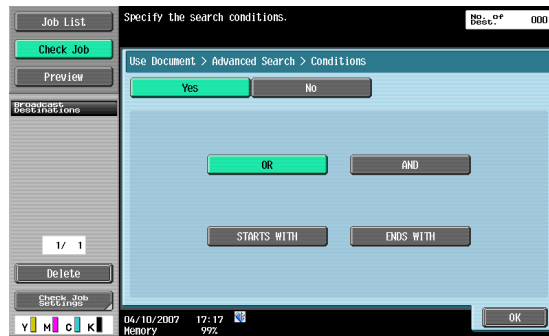 Job List
Specify the search conditions.
No. of Dest. 000
Check Job
Use Document > Advanced Search > Conditions
Preview
Yes
No
Broadcast Destinations
OR
AND
STARTS WITH
ENDS WITH
1/ 1
Delete
Check Job Settings
Y M C K
04/10/2007 17:17
Memory 99%
OK